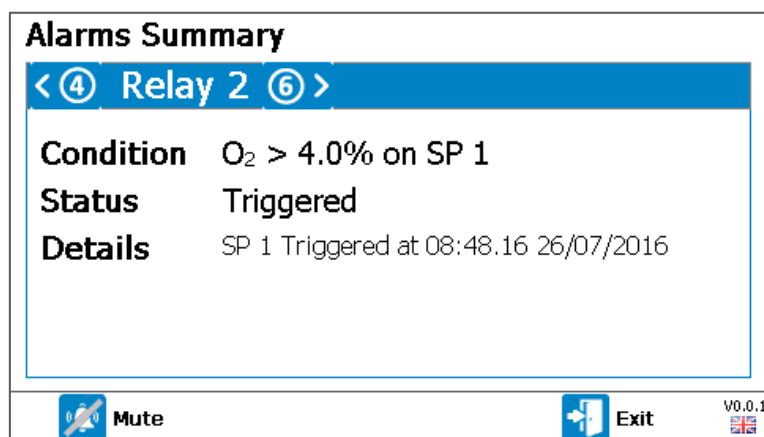 Alarms Summary
< ④ Relay 2 ⑥ >
Condition O₂ > 4.0% on SP 1
Status Triggered
Details SP 1 Triggered at 08:48.16 26/07/2016
Mute Exit V0.0.1